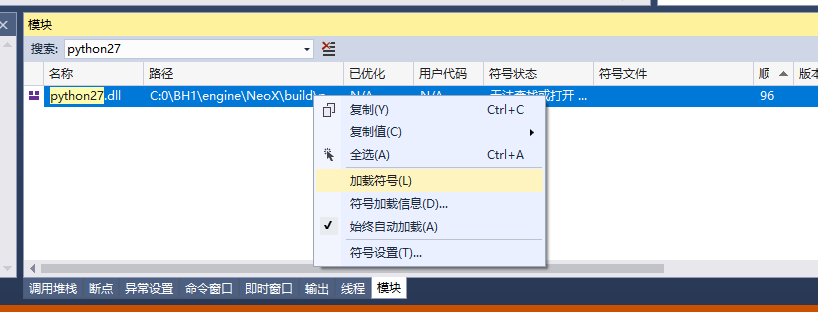 模块
搜索: python27
名称 路径 已优化 用户代码 符号状态 符号文件 顺 版本
python27.dll C:0\BH1\engine\NeoX\build\ N/A N/A 无法查找或打开 ... 96
复制(Y) Ctrl+C
复制值(C)
全选(A) Ctrl+A
加载符号(L)
符号加载信息(D)...
始终自动加载(A)
符号设置(T)...
调用堆栈 断点 异常设置 命令窗口 即时窗口 输出 线程 模块